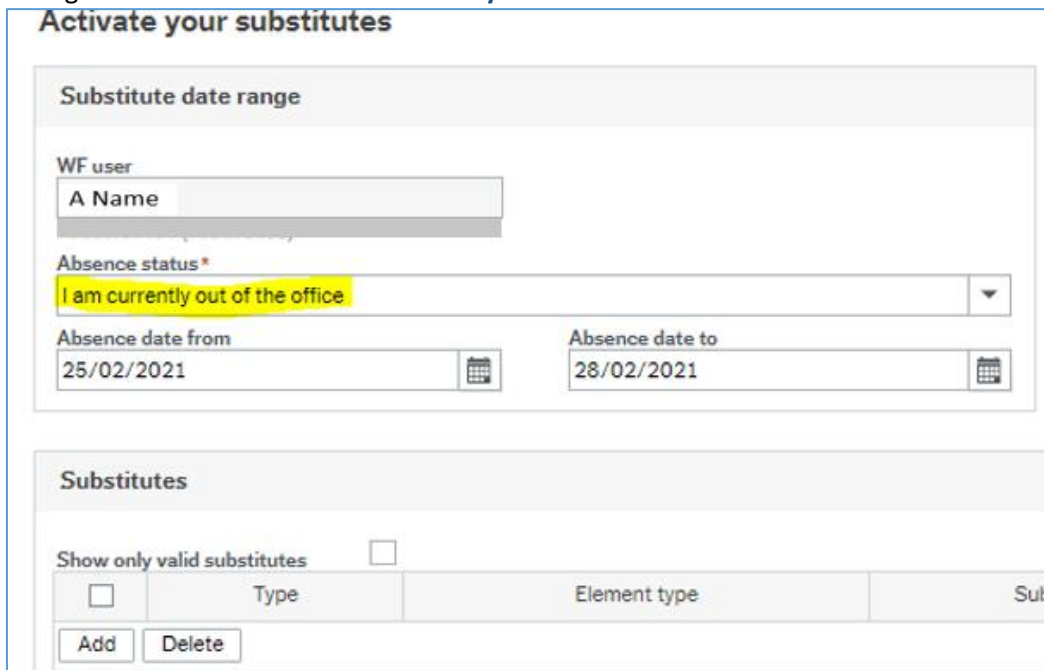 Activate your substitutes
Substitute date range
WF user
A Name
Absence status*
I am currently out of the office
Absence date from Absence date to
25/02/2021 28/02/2021
Substitutes
Show only valid substitutes
Type Element type
Add Delete